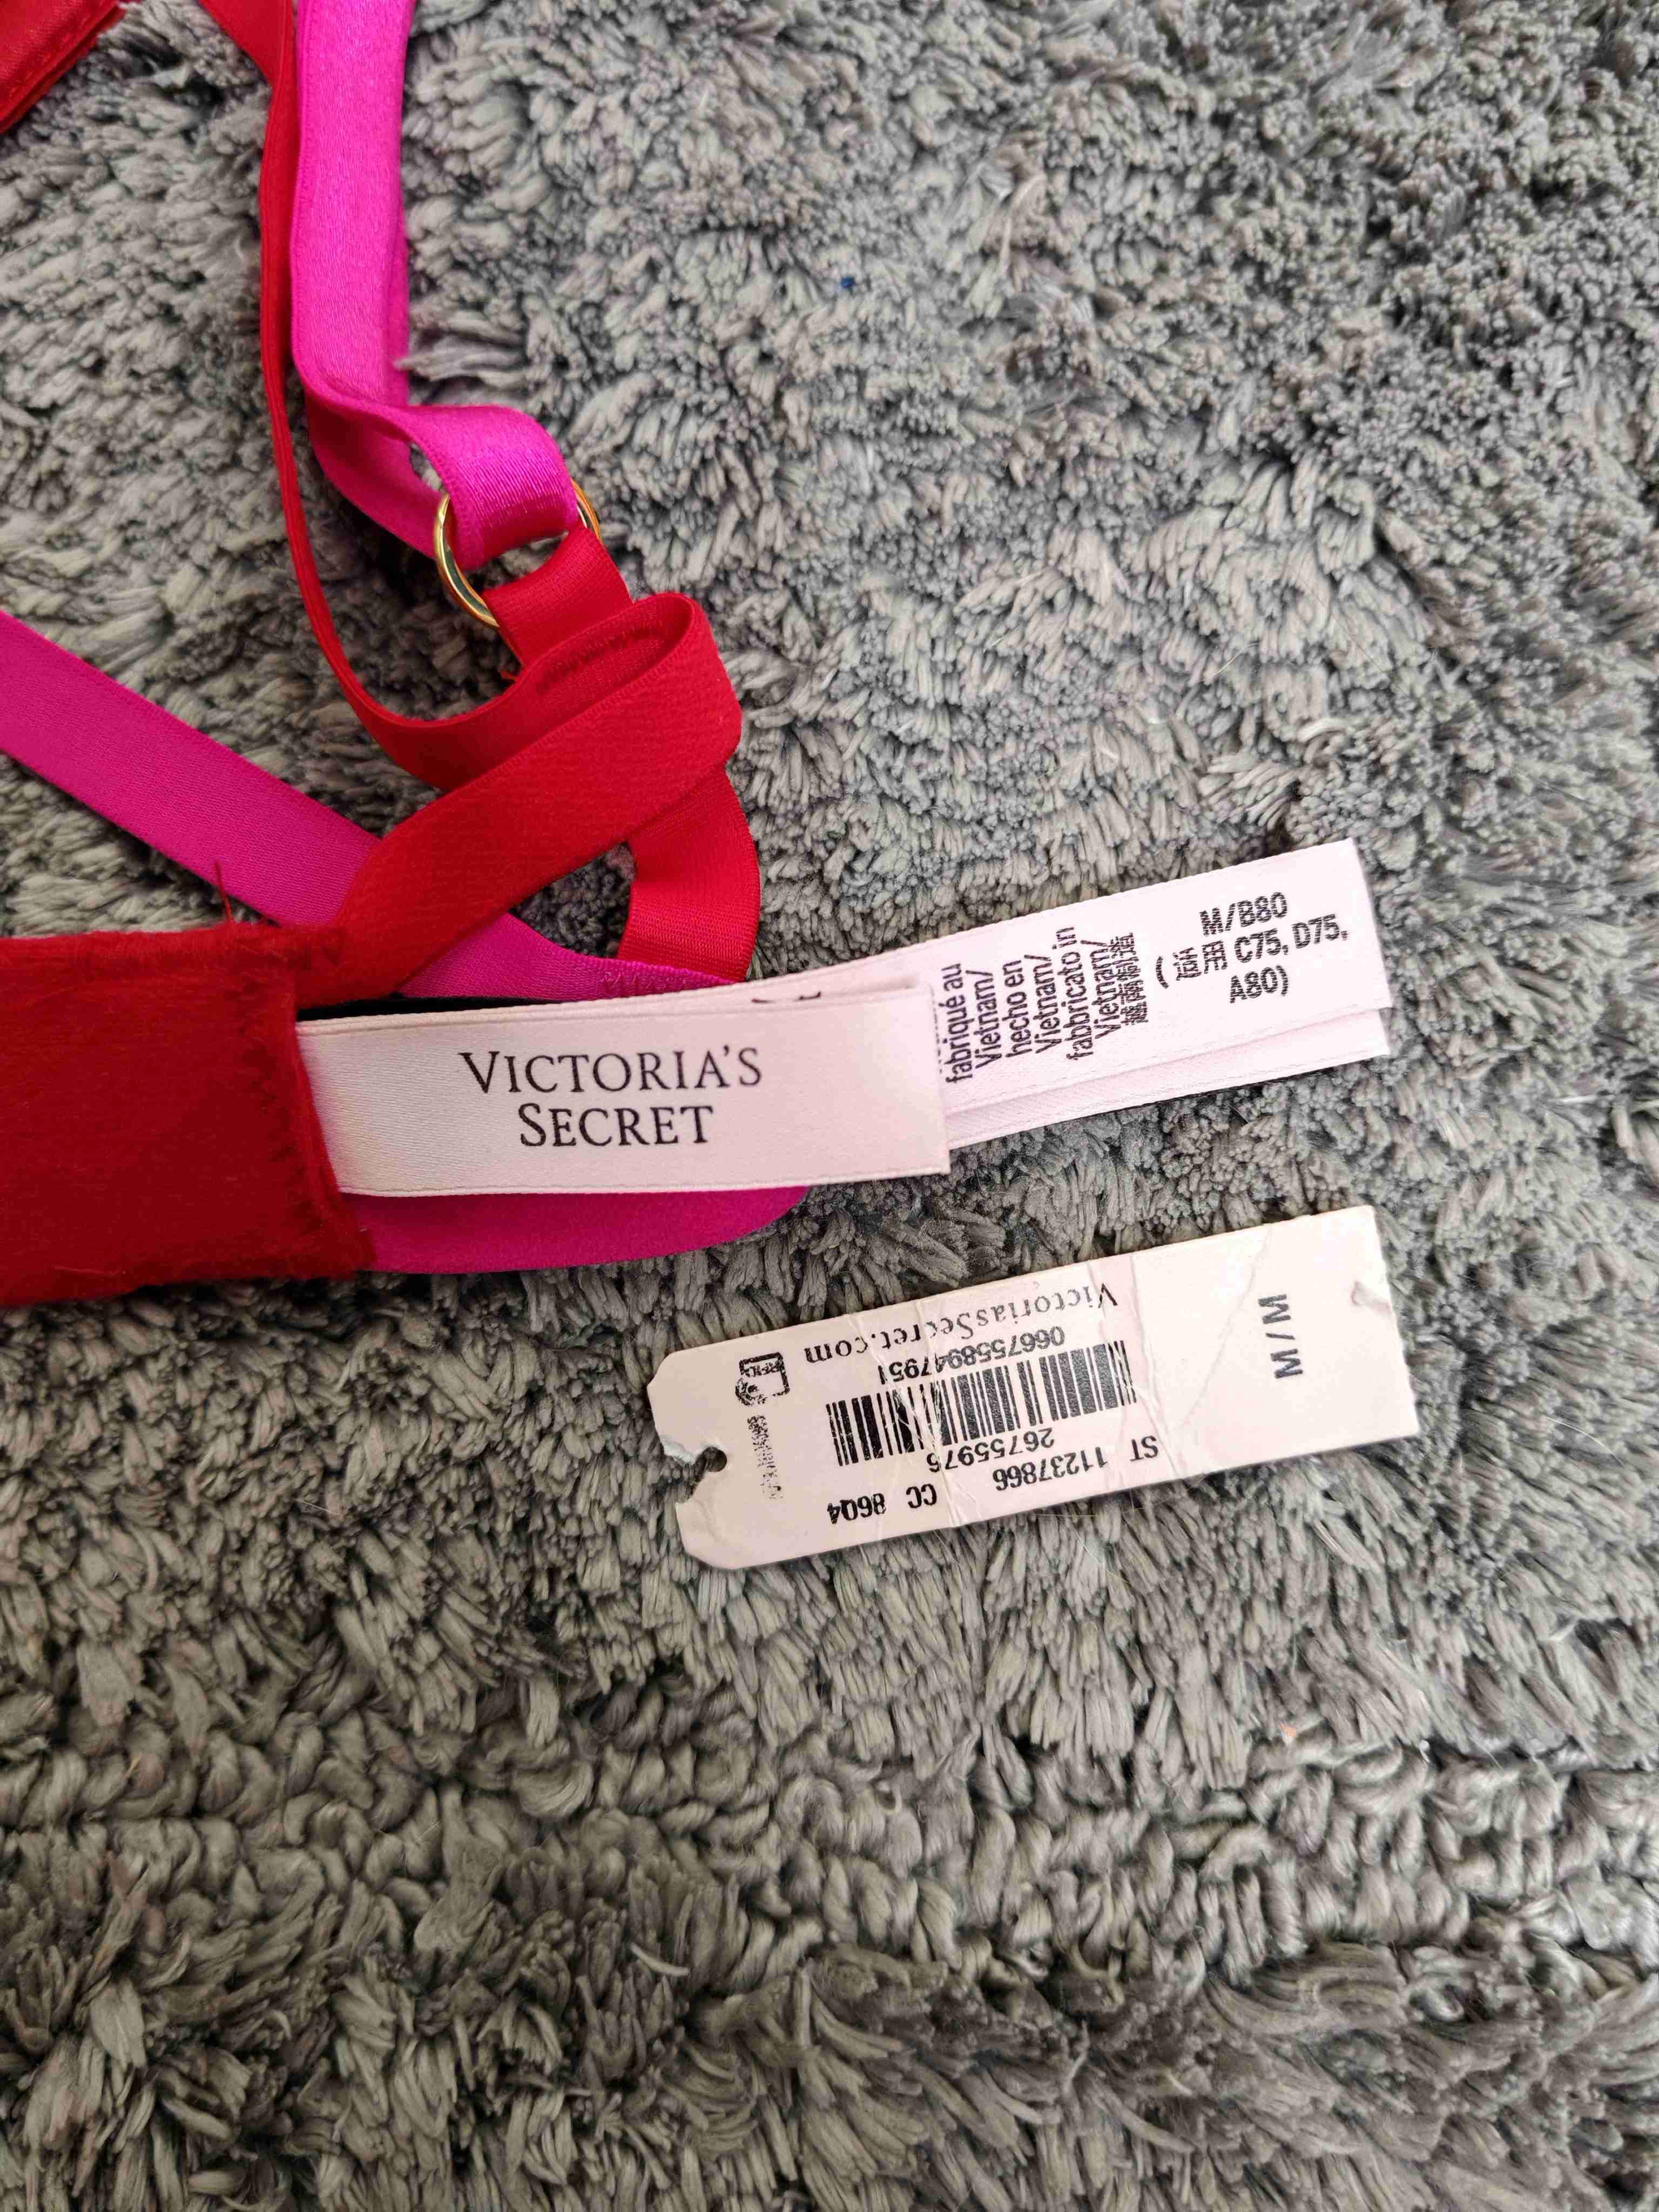 VICTORIA'S
SECRET
fabriqué au
Vietnam/
hecho en
Vietnam/
fabbricato in
Vietnam/
越南制造
M/B80
(适用 C75, D75,
A80)
VictoriasSecret.com
0667558947951
26755975
ST 11237866 CC 86Q4
M/M